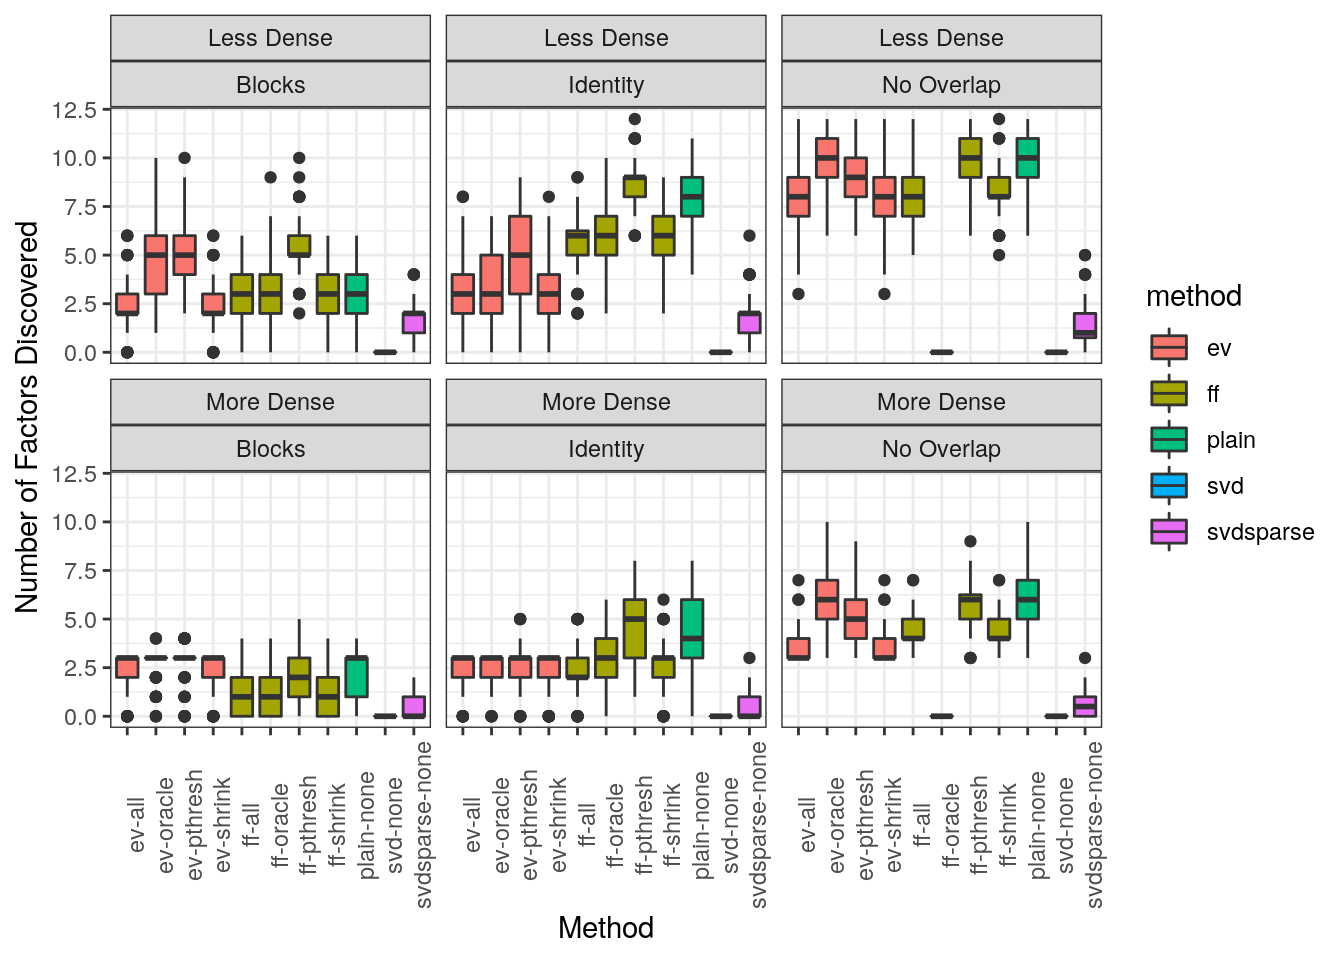 Less Dense
Less Dense
Less Dense
Blocks
Identity
No Overlap
12.5
10.0
7.5
5.0
2.5
0.0
More Dense
More Dense
More Dense
Blocks
Identity
No Overlap
12.5
10.0
7.5
5.0
2.5
0.0
Number of Factors Discovered
ev-all
ev-oracle
ev-pthresh
ev-shrink
ff-all
ff-oracle
ff-pthresh
ff-shrink
plain-none
svd-none
svdsparse-none
ev-all
ev-oracle
ev-pthresh
ev-shrink
ff-all
ff-oracle
ff-pthresh
ff-shrink
plain-none
svd-none
svdsparse-none
ev-all
ev-oracle
ev-pthresh
ev-shrink
ff-all
ff-oracle
ff-pthresh
ff-shrink
plain-none
svd-none
svdsparse-none
Method
method
ev
ff
plain
svd
svdsparse